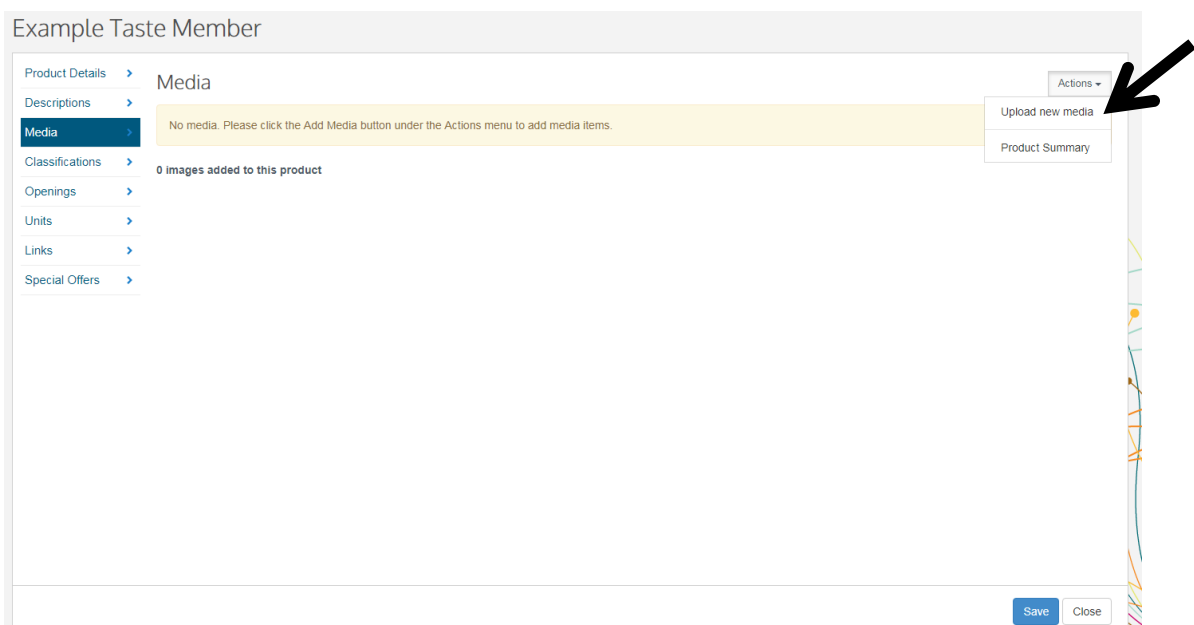 Example Taste Member
Product Details
Descriptions
Media
Classifications
Openings
Units
Links
Special Offers
Media
Actions
Upload new media
Product Summary
No media. Please click the Add Media button under the Actions menu to add media items.
0 images added to this product
Save Close